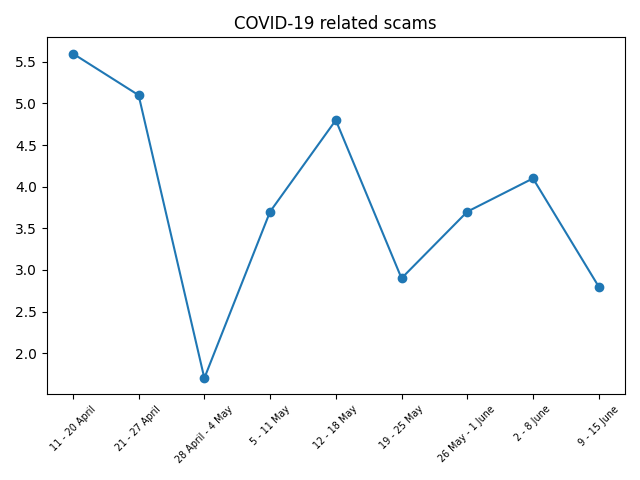 COVID-19 related scams
5.5
5.0
4.5
4.0
3.5
3.0
2.5
2.0
11 - 20 April
21 - 27 April
28 April - 4 May
5 - 11 May
12 - 18 May
19 - 25 May
26 May - 1 June
2 - 8 June
9 - 15 June